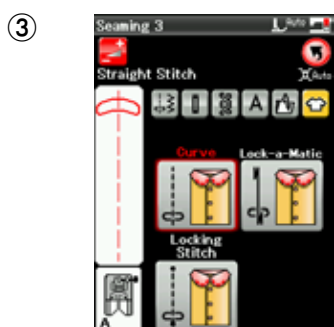 ③
Seaming 3
Auto
Straight Stitch
Auto
A
Curve
Lock-a-Matic
Locking
Stitch
A